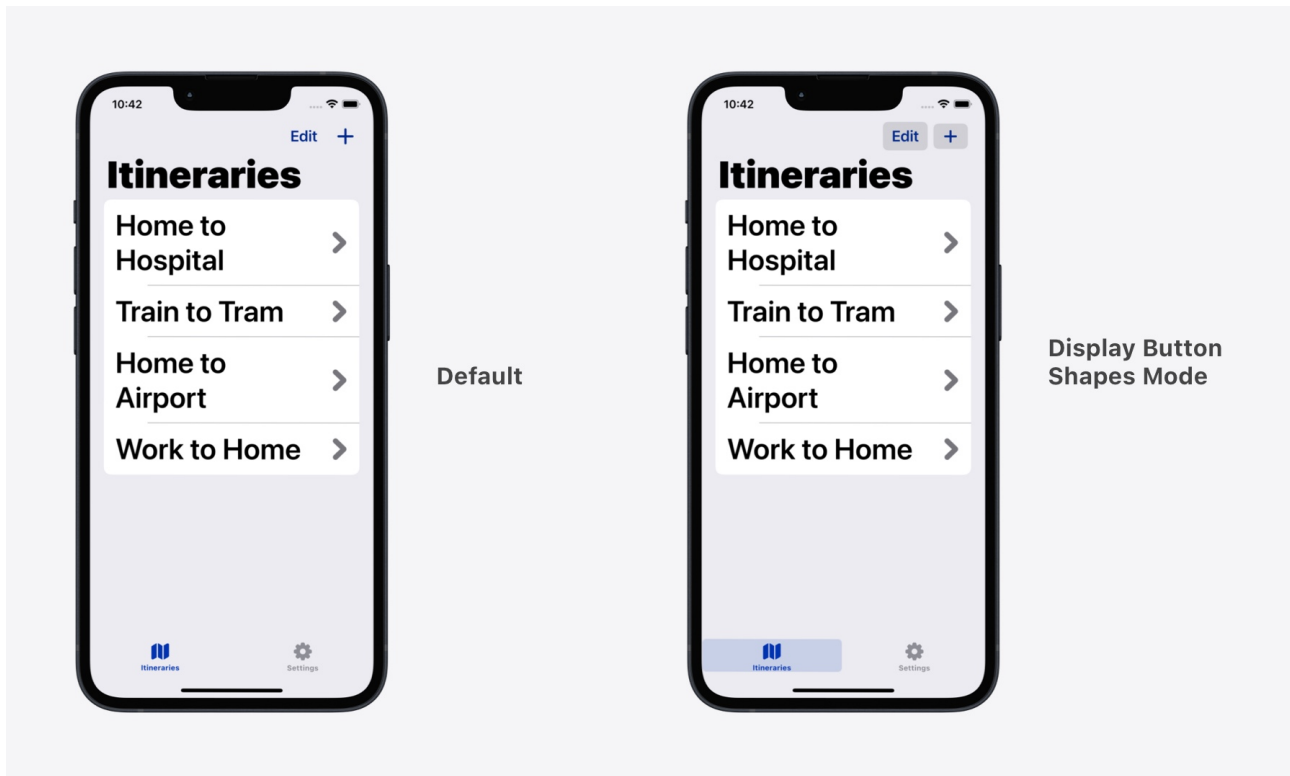 10:42
Edit +
Itineraries
Home to
Hospital
Train to Tram
Home to
Airport
Work to Home
Itineraries
Settings
Default
10:42
Edit +
Itineraries
Home to
Hospital
Train to Tram
Home to
Airport
Work to Home
Itineraries
Settings
Display Button
Shapes Mode